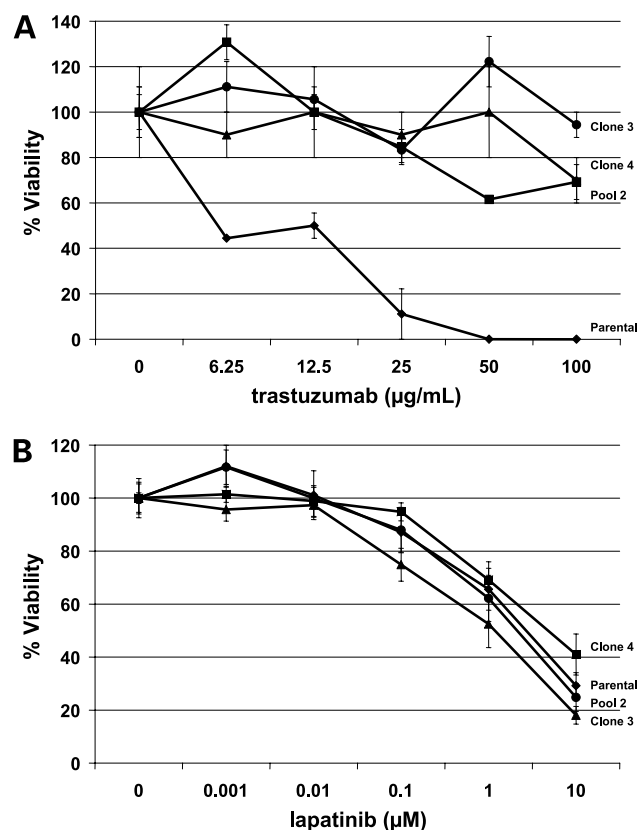 A
140
120
100
80
60
40
20
0
% Viability
Clone 3
Clone 4
Pool 2
Parental
0 6.25 12.5 25 50 100
trastuzumab (µg/mL)
B
120
100
80
60
40
20
0
% Viability
Clone 4
Parental
Pool 2
Clone 3
0 0.001 0.01 0.1 1 10
lapatinib (µM)